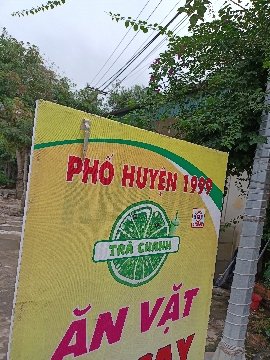 PHỐ HUYỆN 1999
TRÀ CHANH
ĂN VẶT